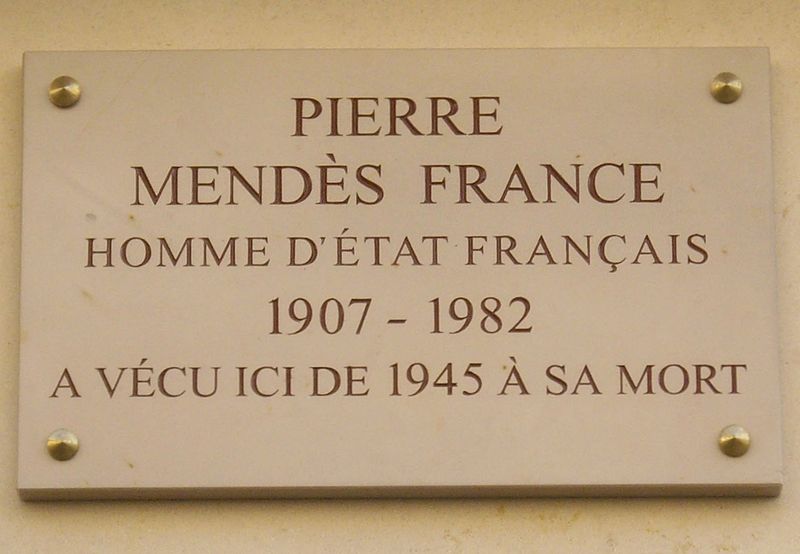 PIERRE
MENDÈS FRANCE
HOMME D'ÉTAT FRANÇAIS
1907 - 1982
A VÉCU ICI DE 1945 À SA MORT